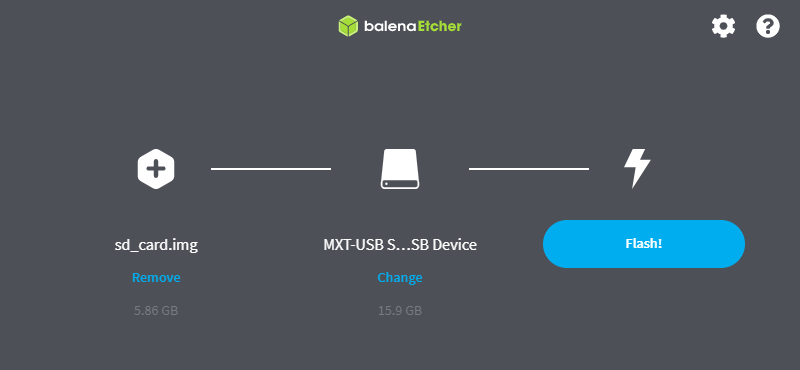 balenaEtcher
sd_card.img
Remove
5.86 GB
MXT-USB S...SB Device
Change
15.9 GB
Flash!